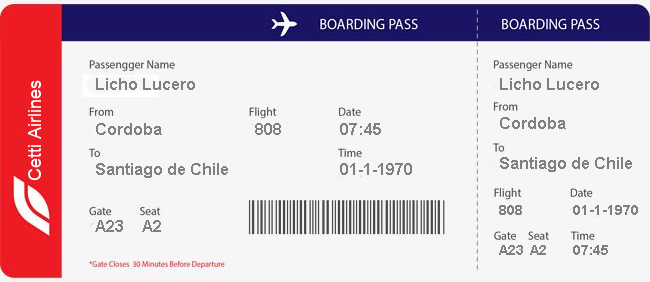 Cetti Airlines
BOARDING PASS
Passengger Name
Licho Lucero
From Flight Date
Cordoba 808 07:45
To Time
Santiago de Chile 01-1-1970
Gate Seat
A23 A2
*Gate Closes 30 Minutes Before Departure
BOARDING PASS
Passenger Name
Licho Lucero
From
Cordoba
To
Santiago de Chile
Flight Date
808 01-11-1970
Gate Seat Time
A23 A2 07:45